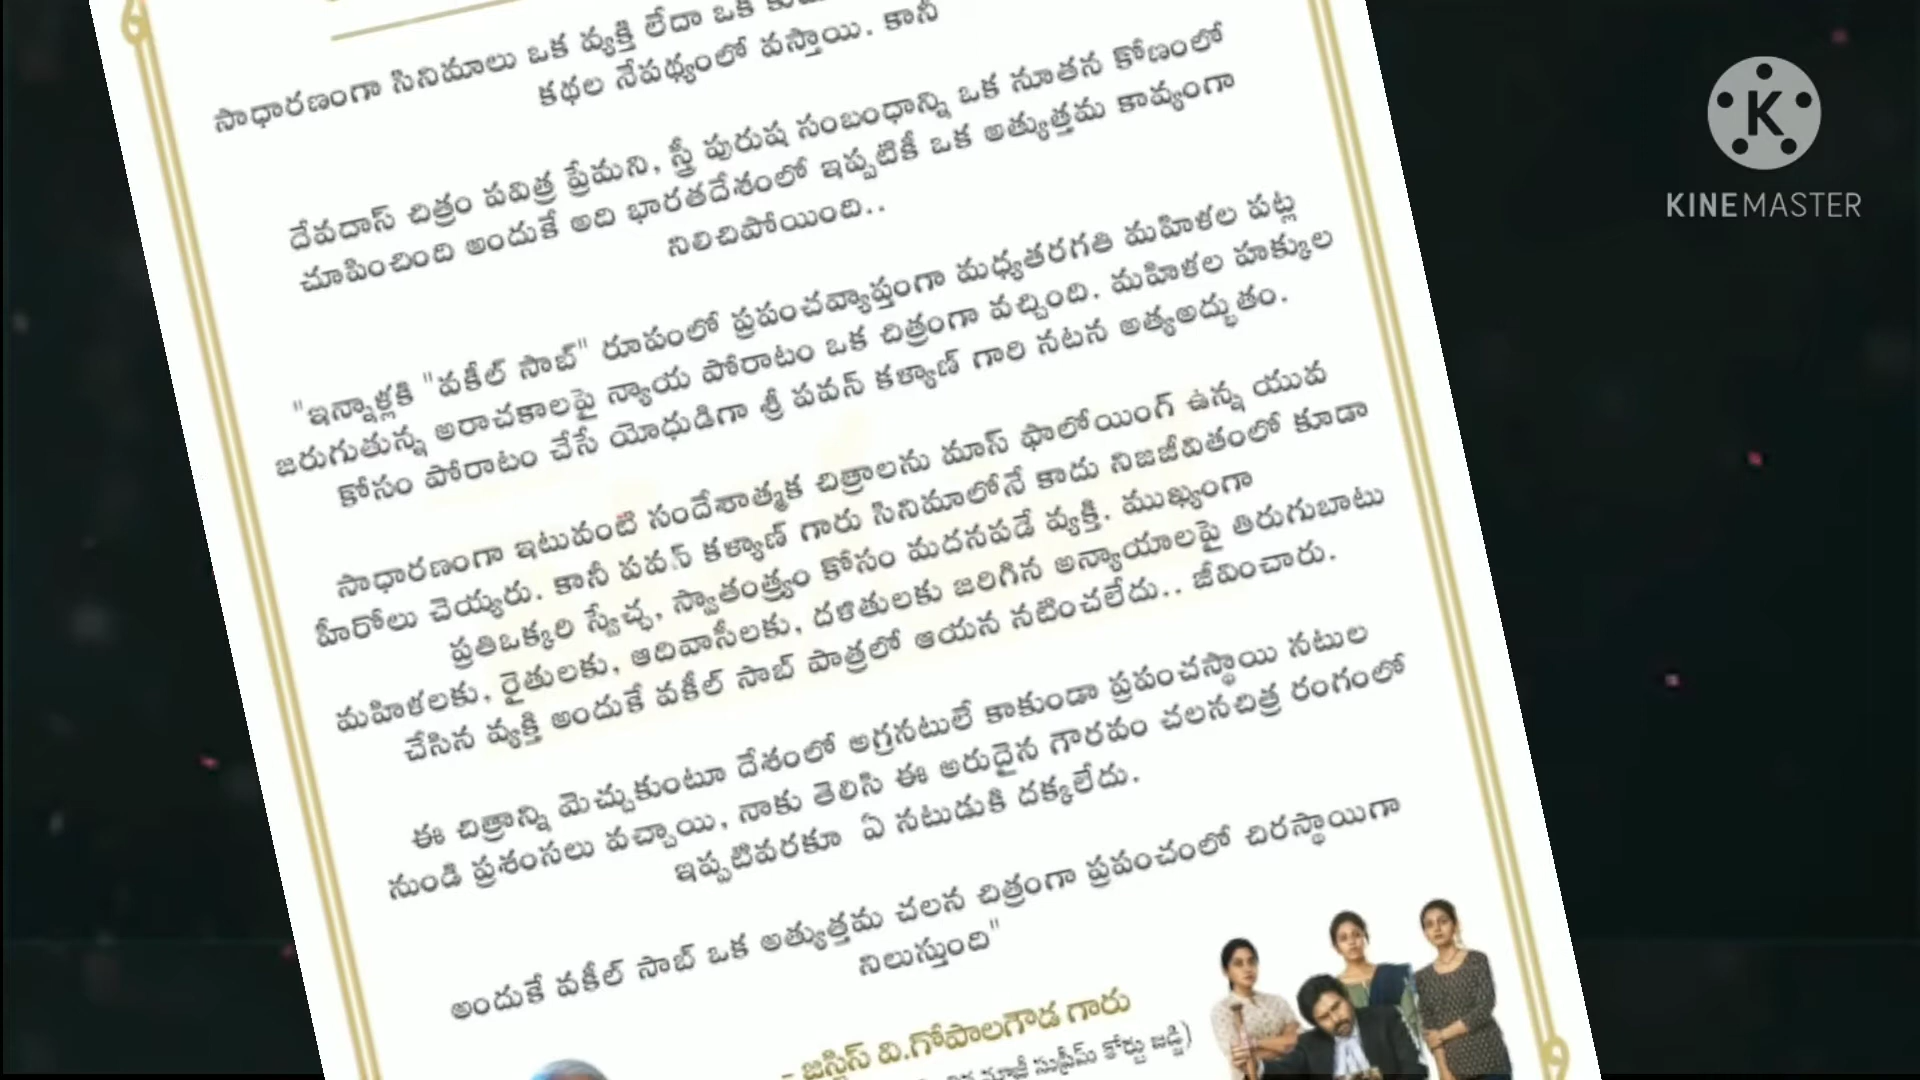 సాధారణంగా సినిమాలు ఒక వ్యక్తి లేదా ఒక
కథల నేపథ్యంలో వస్తాయి. కానీ
దేవదాస్ చిత్రం పవిత్ర ప్రేమని, స్త్రీ పురుష సంబంధాన్ని ఒక నూతన కోణంలో
చూపించింది అందుకే అది భారతదేశంలో ఇప్పటికీ ఒక అత్యుత్తమ కావ్యంగా
నిలిచిపోయింది..
"ఇన్నాళ్లకి "వకీల్ సాబ్" రూపంలో ప్రపంచవ్యాప్తంగా మధ్యతరగతి మహిళల పట్ల
జరుగుతున్న అరాచకాలపై న్యాయ పోరాటం ఒక చిత్రంగా వచ్చింది. మహిళల హక్కుల
కోసం పోరాటం చేసే యోధుడిగా శ్రీ పవన్ కళ్యాణ్ గారి నటన అత్యఅద్భుతం.
సాధారణంగా ఇటువంటి సందేశాత్మక చిత్రాలను మాస్ ఫాలోయింగ్ ఉన్న యువ
హీరోలు చెయ్యరు. కానీ పవన్ కళ్యాణ్ గారు సినిమాలోనే కాదు నిజజీవితంలో కూడా
ప్రతిఒక్కరి స్వేచ్ఛ, స్వాతంత్ర్యం కోసం మదనపడే వ్యక్తి. ముఖ్యంగా
మహిళలకు, రైతులకు, ఆదివాసీలకు, దళితులకు జరిగిన అన్యాయాలపై తిరుగుబాటు
చేసిన వ్యక్తి అందుకే వకీల్ సాబ్ పాత్రలో ఆయన నటించలేదు.. జీవించారు.
ఈ చిత్రాన్ని మెచ్చుకుంటూ దేశంలో అగ్రనటులే కాకుండా ప్రపంచస్థాయి నటుల
నుండి ప్రశంసలు వచ్చాయి, నాకు తెలిసి ఈ అరుదైన గౌరవం చలనచిత్ర రంగంలో
ఇప్పటివరకూ ఏ నటుడుకి దక్కలేదు.
అందుకే వకీల్ సాబ్ ఒక అత్యుత్తమ చలన చిత్రంగా ప్రపంచంలో చిరస్థాయిగా
నిలుస్తుంది"
- జస్టిస్ వి.గోపాలగౌడ గారు
మాజీ సుప్రీమ్ కోర్టు జడ్జి)
K
KINEMASTER